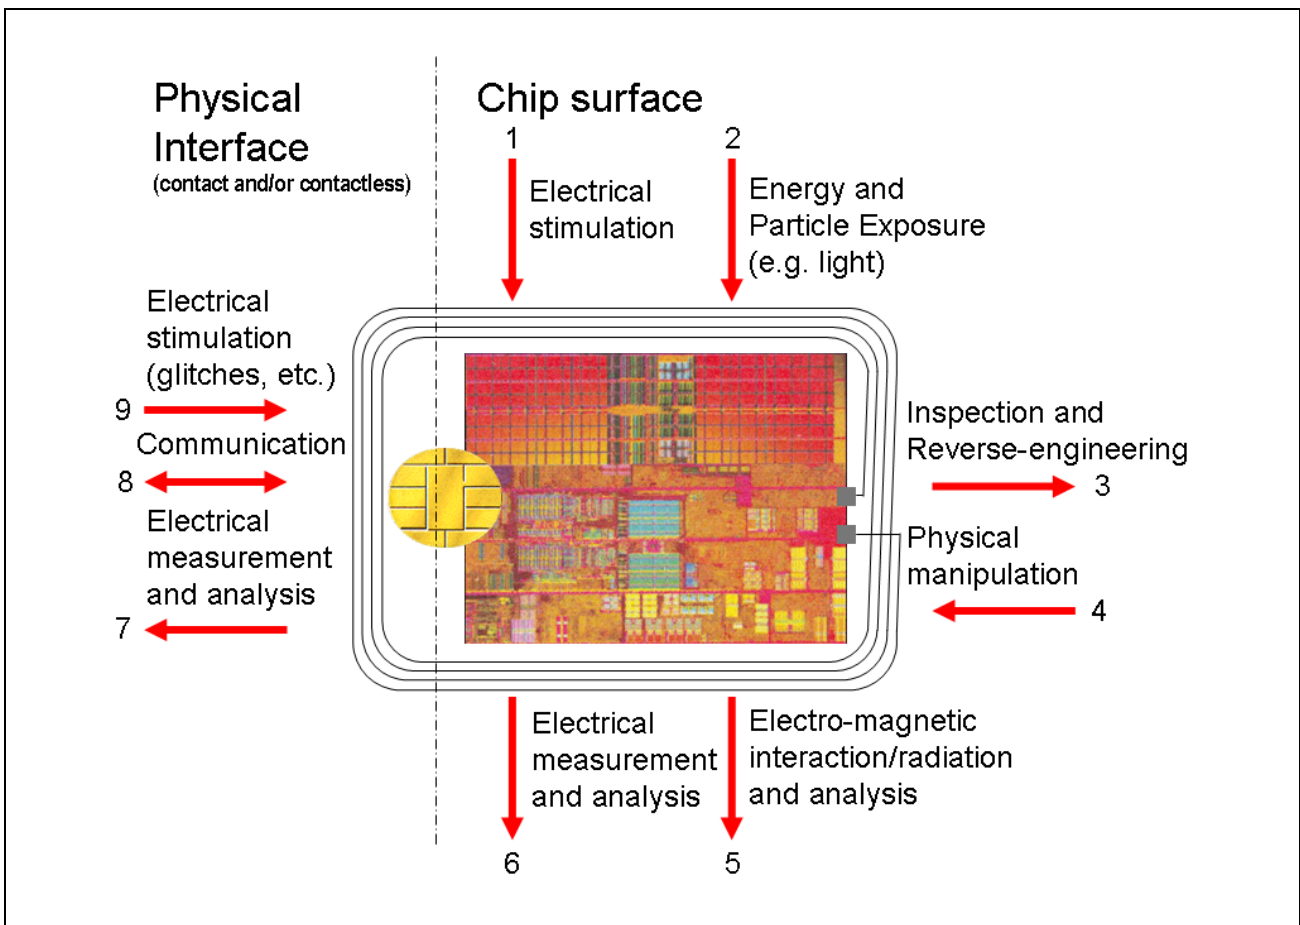 Physical
Interface
(contact and/or contactless)
Chip surface
1
Electrical
stimulation
2
Energy and
Particle Exposure
(e.g. light)
Electrical
stimulation
(glitches, etc.)
9
Communication
8
Electrical
measurement
and analysis
7
Inspection and
Reverse-engineering
3
Physical
manipulation
4
Electrical
measurement
and analysis
6
Electro-magnetic
interaction/radiation
and analysis
5